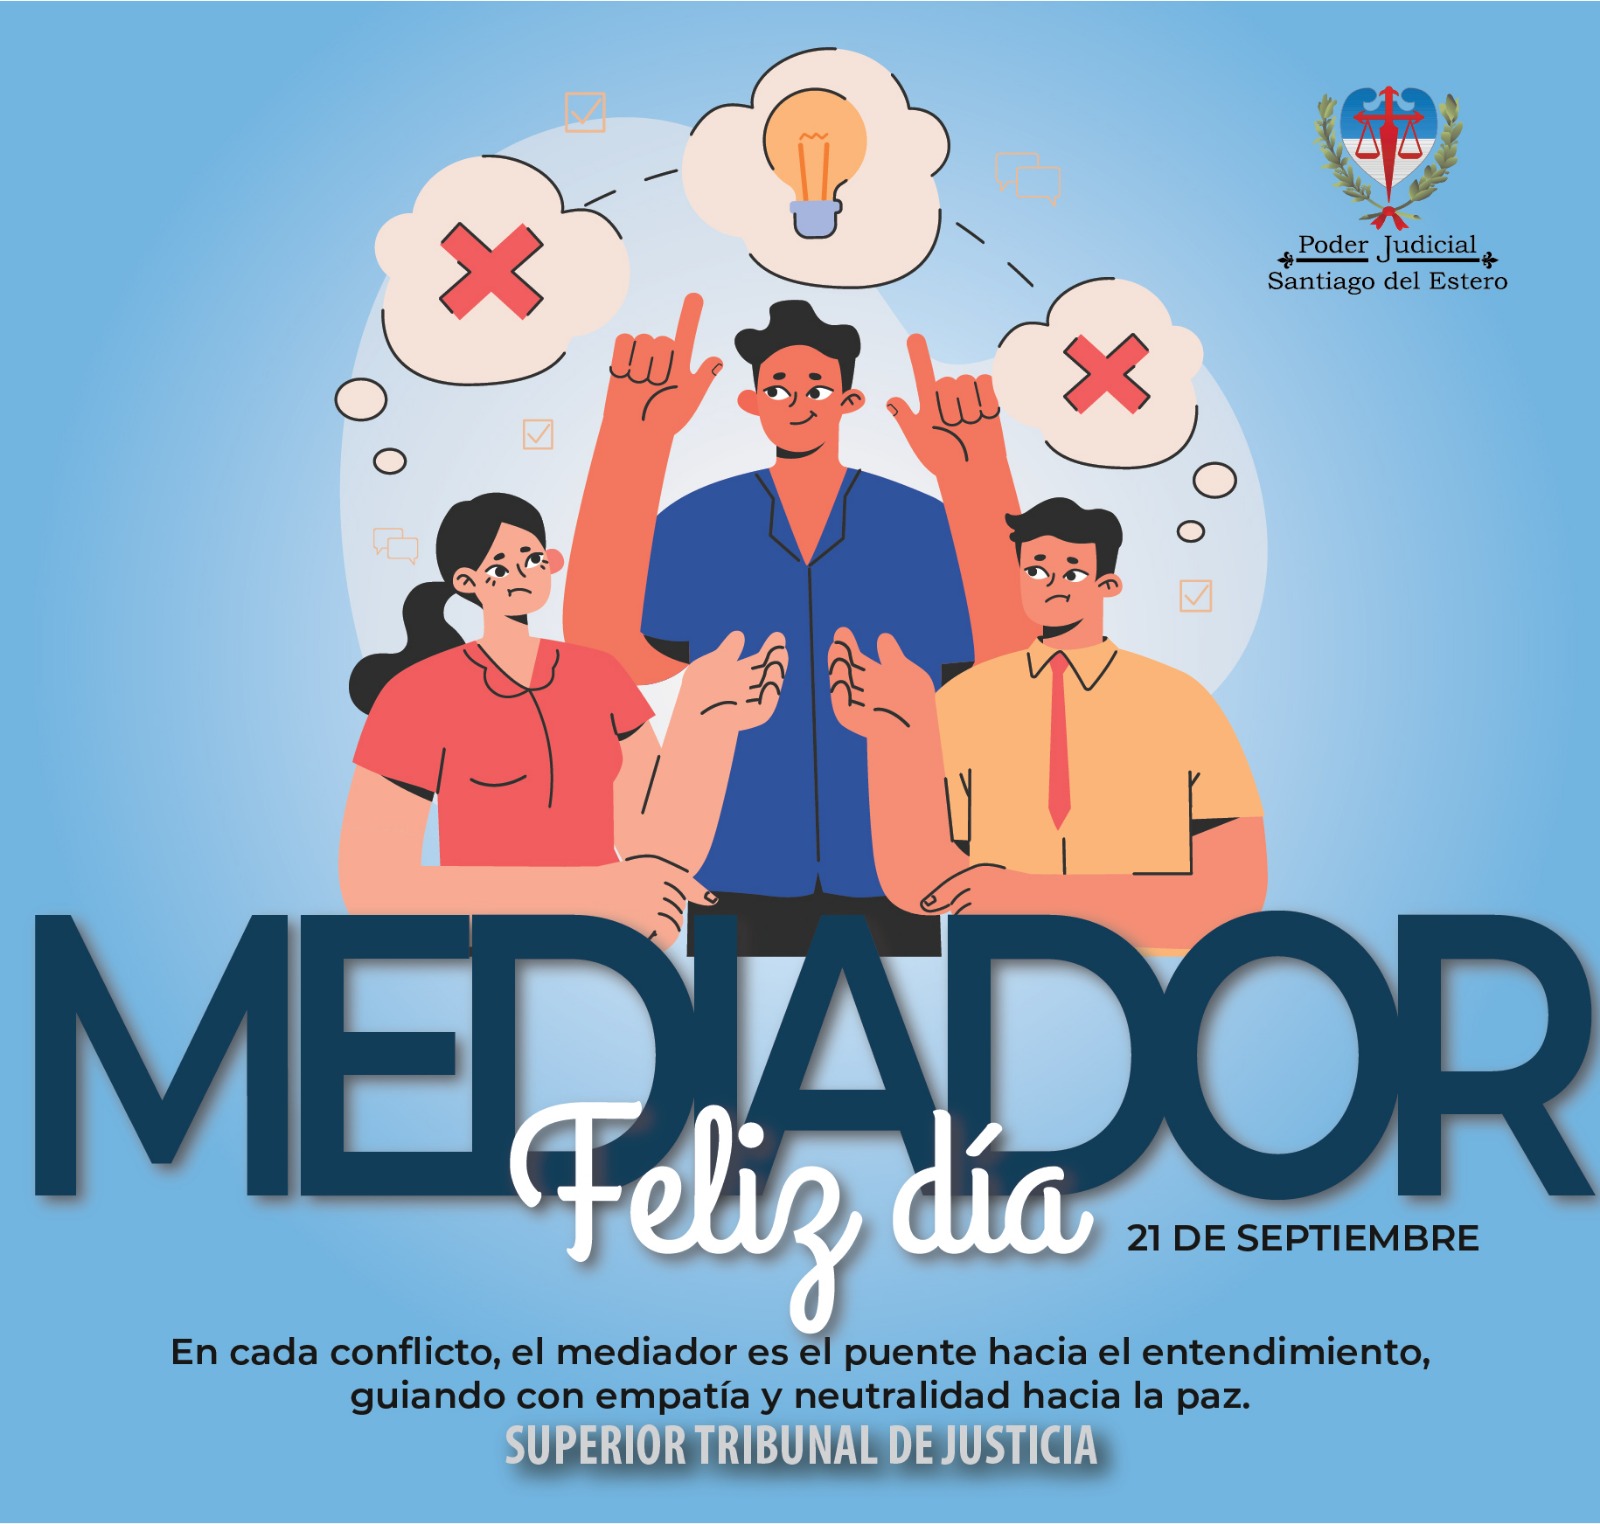 Poder Judicial
Santiago del Estero
MEDIADOR
Feliz día
21 DE SEPTIEMBRE
En cada conflicto, el mediador es el puente hacia el entendimiento,
guiando con empatía y neutralidad hacia la paz.
SUPERIOR TRIBUNAL DE JUSTICIA